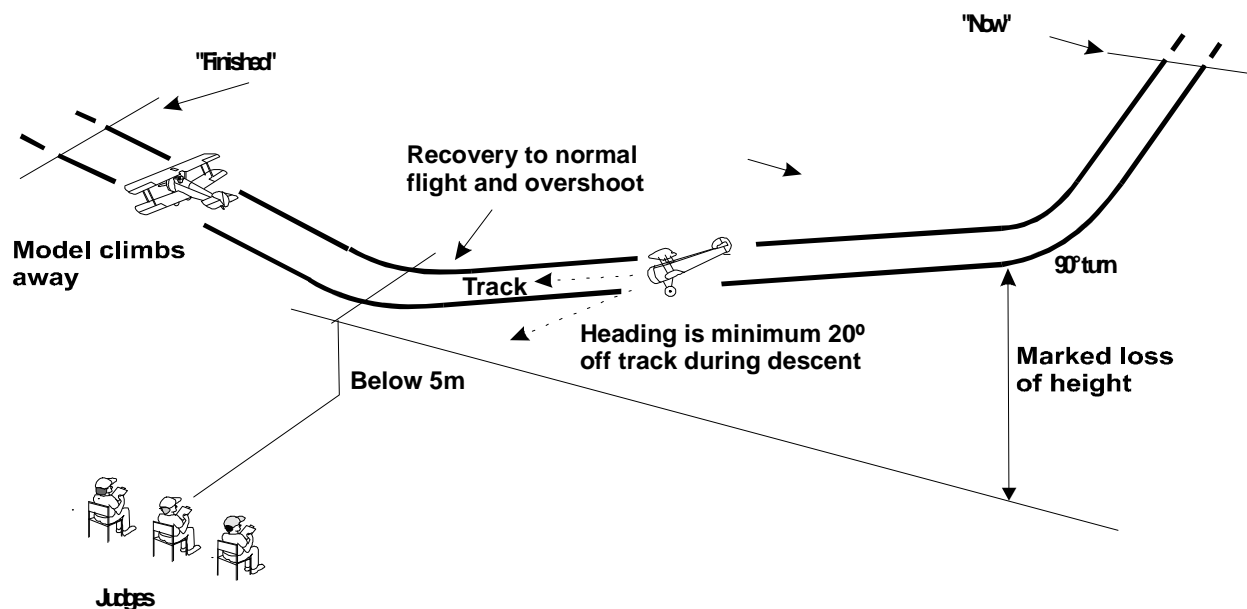 "Now"
"Finished"
Recovery to normal
flight and overshoot
Model climbs
away
90° turn
Track
Heading is minimum 20º
off track during descent
Marked loss
of height
Below 5m
Judges